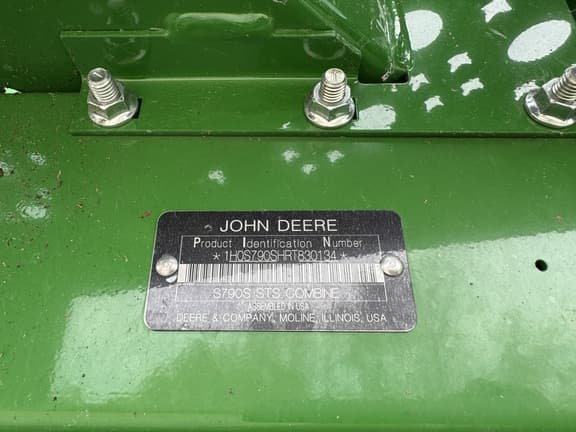 JOHN DEERE
Product Identification Number
*1H0S790SHRT830134*
S790S STS COMBINE
ASSEMBLED IN USA
DEERE & COMPANY, MOLINE, ILLINOIS, USA